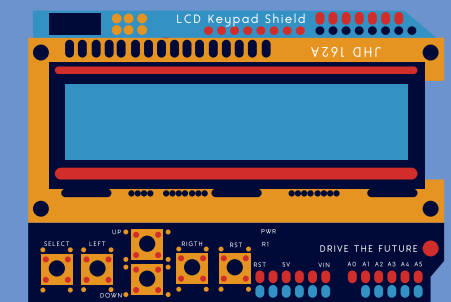 LCD Keypad Shield
JHD 162A
UP
PWR
SELECT
LEFT
RIGTH
RST
R1
DRIVE THE FUTURE
RST
5V
VIN
A0
A1
A2
A3
A4
A5
DOWN